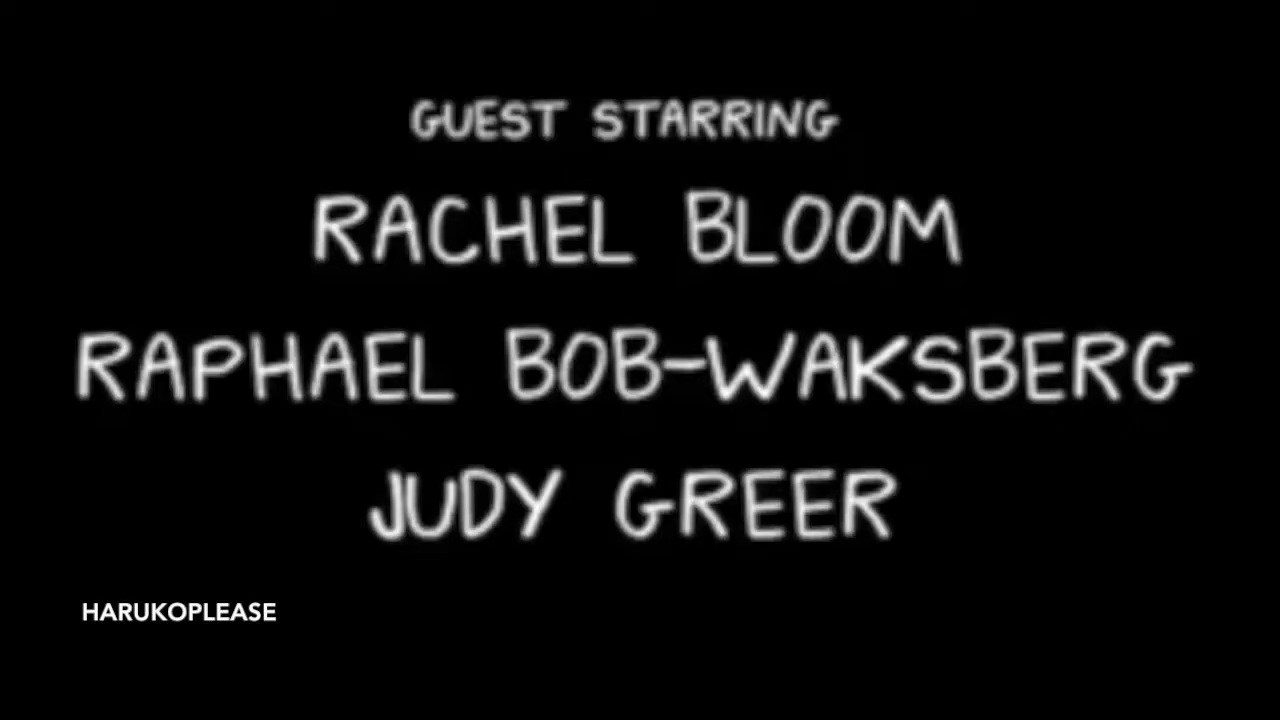 GUEST STARRING
RACHEL BLOOM
RAPHAEL BOB-WAKSBERG
JUDY GREER
HARUKOPLEASE